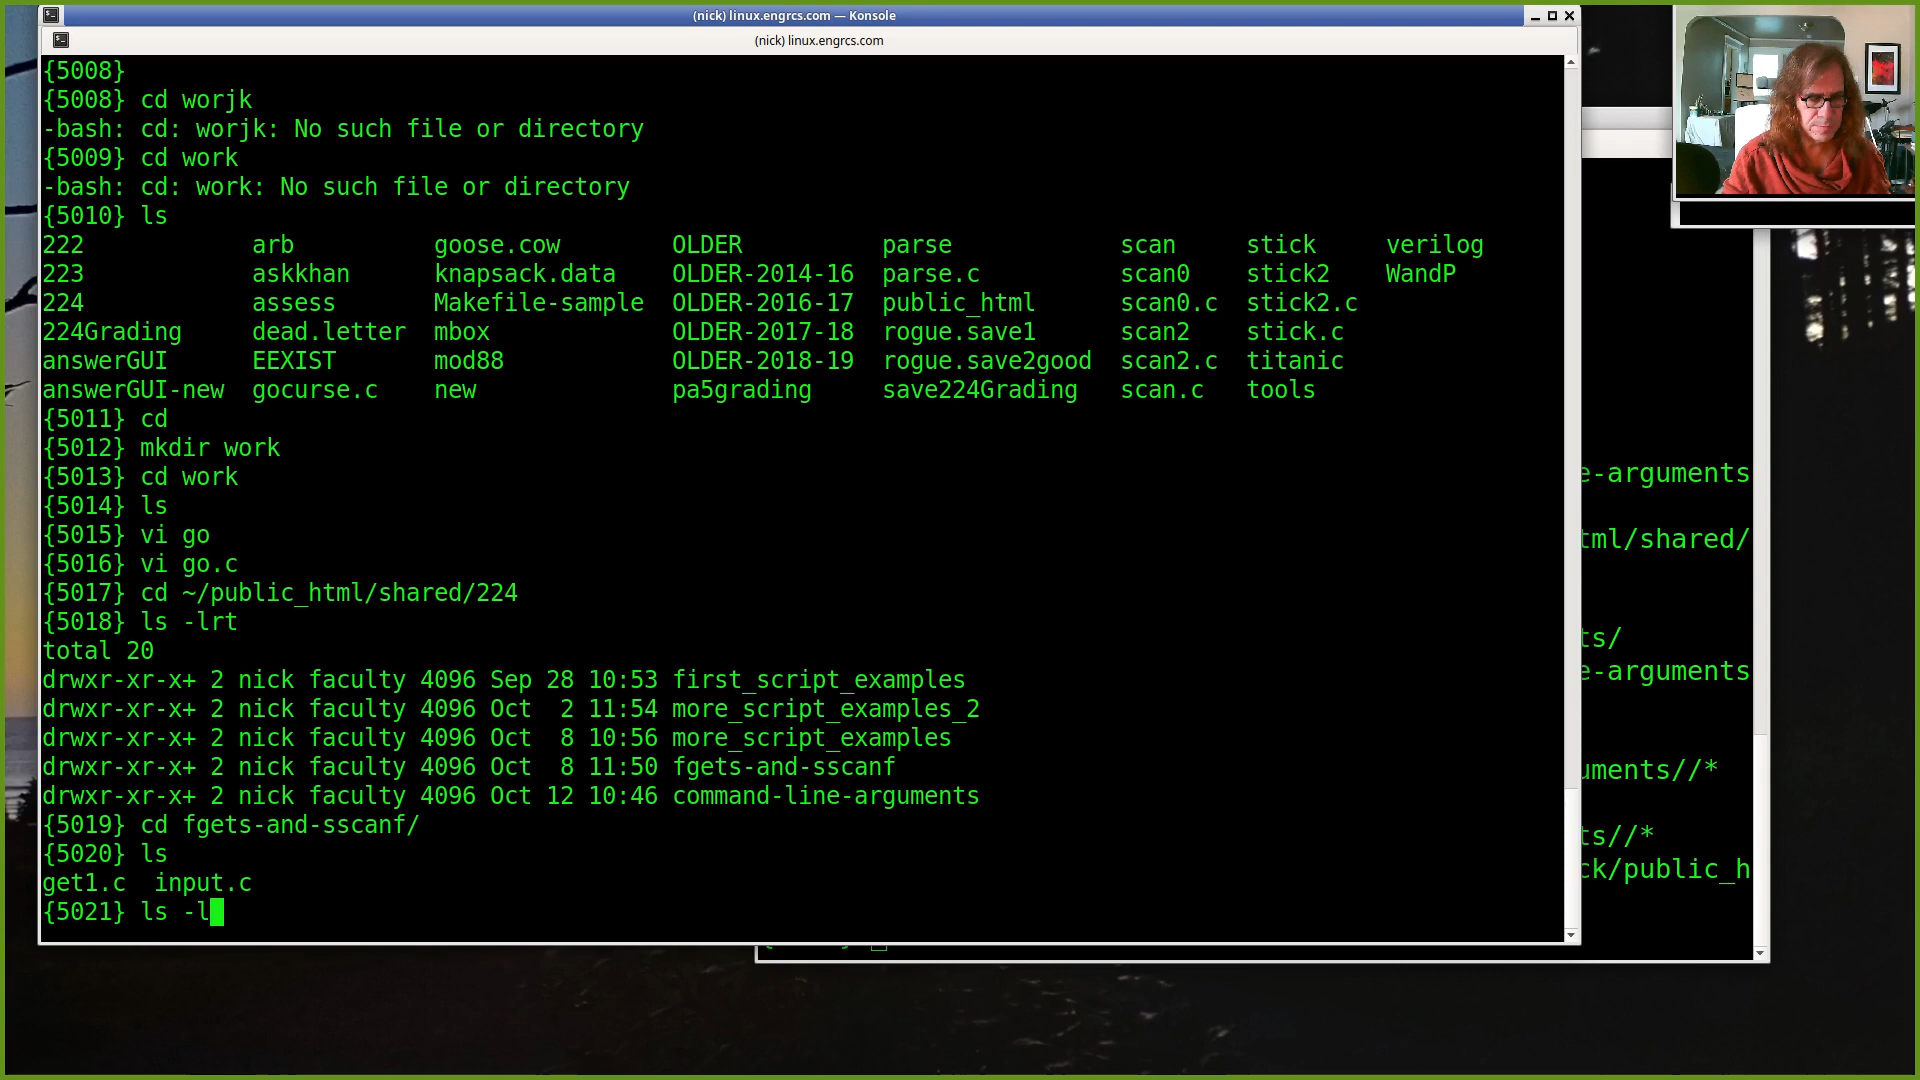 (nick) linux.engrcs.com — Konsole
(nick) linux.engrcs.com
{5008}
{5008} cd worjk
-bash: cd: worjk: No such file or directory
{5009} cd work
-bash: cd: work: No such file or directory
{5010} ls
222 arb goose.cow OLDER parse scan stick verilog
223 askkhan knapsack.data OLDER-2014-16 parse.c scan0 stick2 WandP
224 assess Makefile-sample OLDER-2016-17 public_html scan0.c stick2.c
224Grading dead.letter mbox OLDER-2017-18 rogue.save1 scan2 stick.c
answerGUI EEXIST mod88 OLDER-2018-19 rogue.save2good scan2.c titanic
answerGUI-new gocurse.c new pa5grading save224Grading scan.c tools
{5011} cd
{5012} mkdir work
{5013} cd work
{5014} ls
{5015} vi go
{5016} vi go.c
{5017} cd ~/public_html/shared/224
{5018} ls -lrt
total 20
drwxr-xr-x+ 2 nick faculty 4096 Sep 28 10:53 first_script_examples
drwxr-xr-x+ 2 nick faculty 4096 Oct  2 11:54 more_script_examples_2
drwxr-xr-x+ 2 nick faculty 4096 Oct  8 10:56 more_script_examples
drwxr-xr-x+ 2 nick faculty 4096 Oct  8 11:50 fgets-and-sscanf
drwxr-xr-x+ 2 nick faculty 4096 Oct 12 10:46 command-line-arguments
{5019} cd fgets-and-sscanf/
{5020} ls
get1.c  input.c
{5021} ls -l
e-arguments
tml/shared/
ts/
e-arguments
uments//*
ts//*
ck/public_h